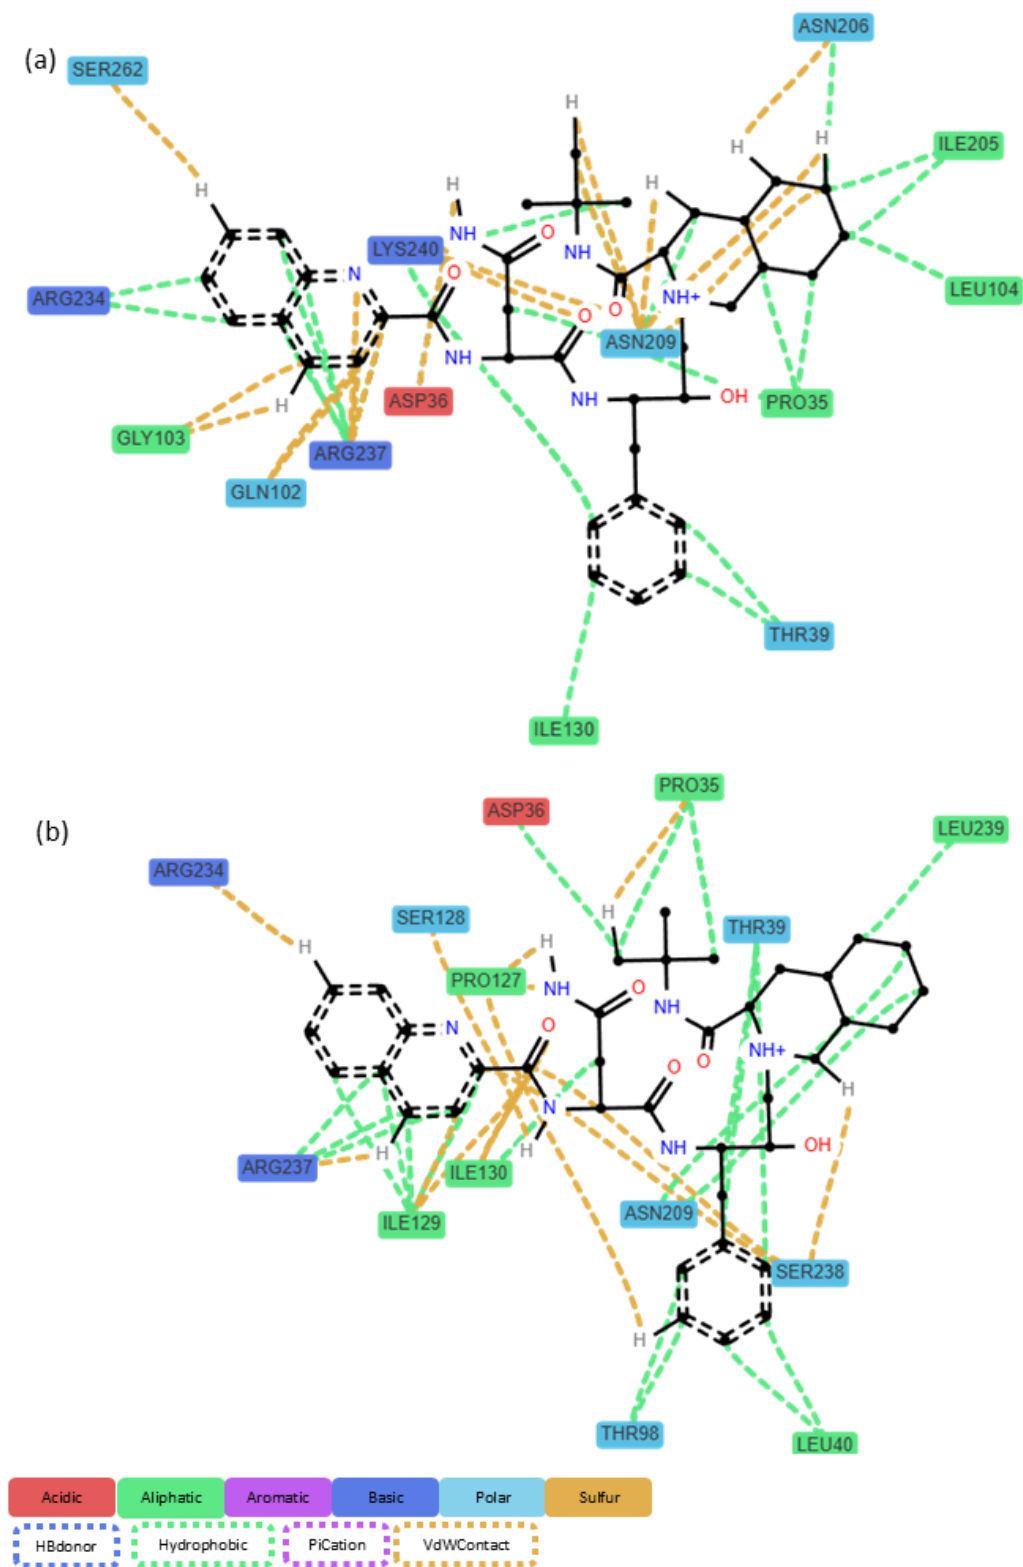 (a)
ASN206
SER262
H
H
H
ILE205
H
H
H
NH
O
LYS240
NH
N
O
LEU104
ARG234
NH+
O
O
ASN209
NH
ASP36
NH
OH
PRO35
H
GLY103
ARG237
GLN102
THR39
ILE130
PRO35
ASP36
(b)
LEU239
ARG234
H
SER128
THR39
H
H
PRO127
NH
O
NH
N
O
NH+
O
O
H
N
NH
OH
H
H
ARG237
ILE130
ILE129
ASN209
SER238
H
THR98
LEU40
Acidic Aliphatic Aromatic Basic Polar Sulfur
HBdonor Hydrophobic PiCation VdWContact